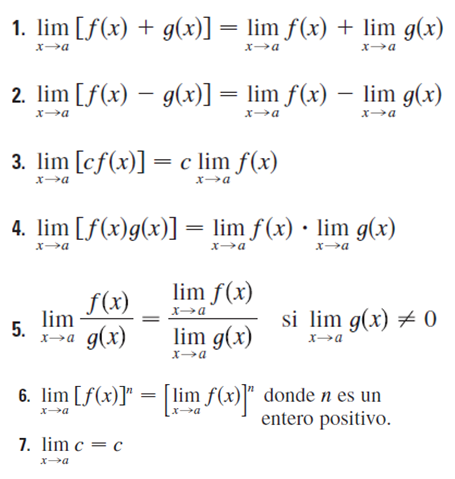 1. lim [f(x) + g(x)] = lim f(x) + lim g(x)
x→a x→a x→a
2. lim [f(x) − g(x)] = lim f(x) − lim g(x)
x→a x→a x→a
3. lim [cf(x)] = c lim f(x)
x→a x→a
4. lim [f(x)g(x)] = lim f(x) · lim g(x)
x→a x→a x→a
5. lim f(x)/g(x) = lim f(x) / lim g(x) si lim g(x) ≠ 0
x→a x→a x→a x→a
6. lim [f(x)]ⁿ = [lim f(x)]ⁿ donde n es un
x→a x→a
entero positivo.
7. lim c = c
x→a